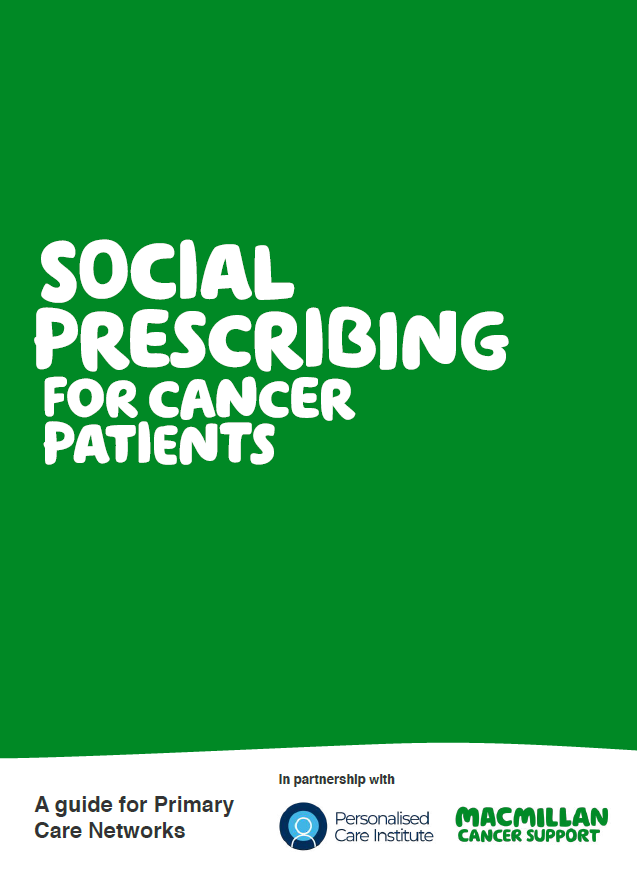 SOCIAL
PRESCRIBING
FOR CANCER
PATIENTS
In partnership with
A guide for Primary
Care Networks
Personalised
Care Institute
MACMILLAN
CANCER SUPPORT